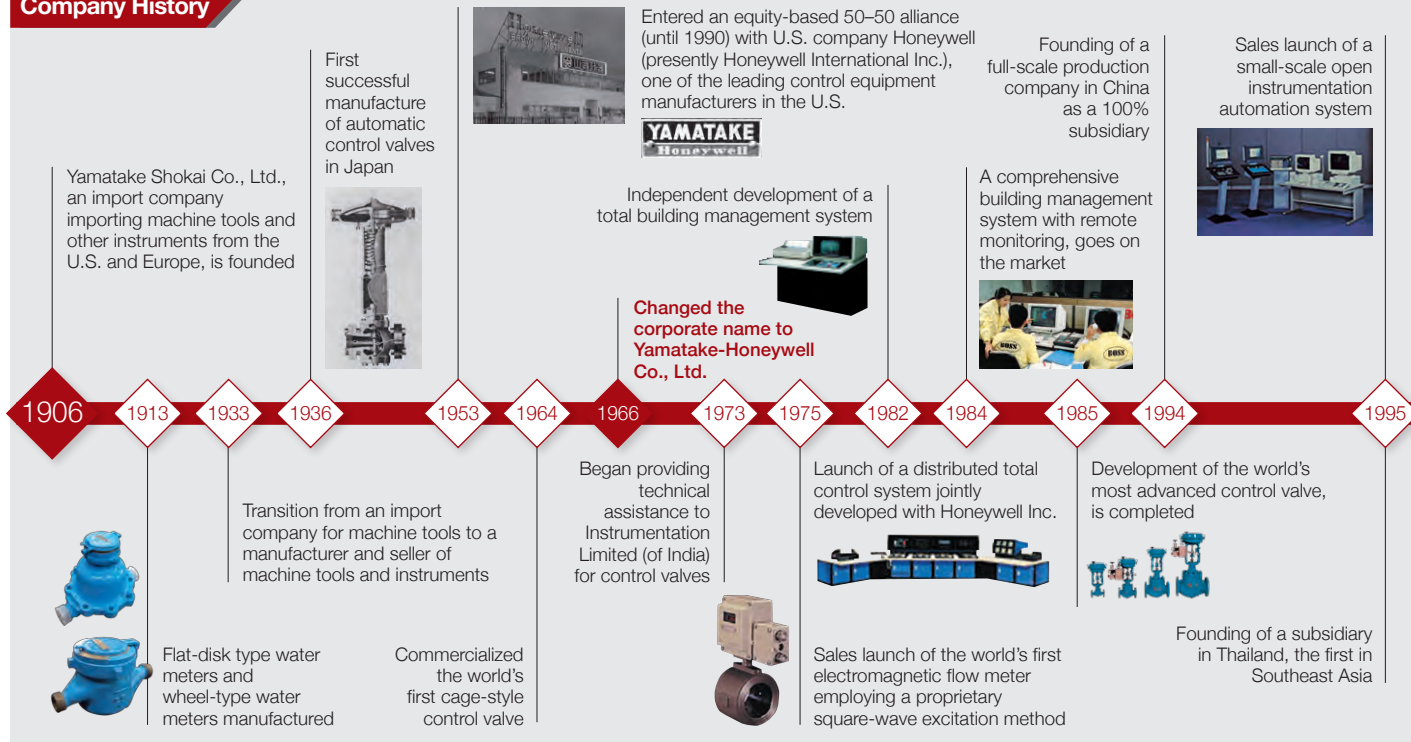 Company History
Entered an equity-based 50–50 alliance
(until 1990) with U.S. company Honeywell
(presently Honeywell International Inc.),
one of the leading control equipment
manufacturers in the U.S.
YAMATAKE
Honeywell
Founding of a
full-scale production
company in China
as a 100%
subsidiary
Sales launch of a
small-scale open
instrumentation
automation system
First
successful
manufacture
of automatic
control valves
in Japan
Yamatake Shokai Co., Ltd.,
an import company
importing machine tools and
other instruments from the
U.S. and Europe, is founded
Independent development of a
total building management system
A comprehensive
building management
system with remote
monitoring, goes on
the market
BOSS
BOSS
Changed the
corporate name to
Yamatake-Honeywell
Co., Ltd.
1906
1913
1933
1936
1953
1964
1966
1973
1975
1982
1984
1985
1994
1995
Transition from an import
company for machine tools to a
manufacturer and seller of
machine tools and instruments
Began providing
technical
assistance to
Instrumentation
Limited (of India)
for control valves
Launch of a distributed total
control system jointly
developed with Honeywell Inc.
Development of the world's
most advanced control valve,
is completed
Flat-disk type water
meters and
wheel-type water
meters manufactured
Commercialized
the world's
first cage-style
control valve
Sales launch of the world's first
electromagnetic flow meter
employing a proprietary
square-wave excitation method
Founding of a subsidiary
in Thailand, the first in
Southeast Asia